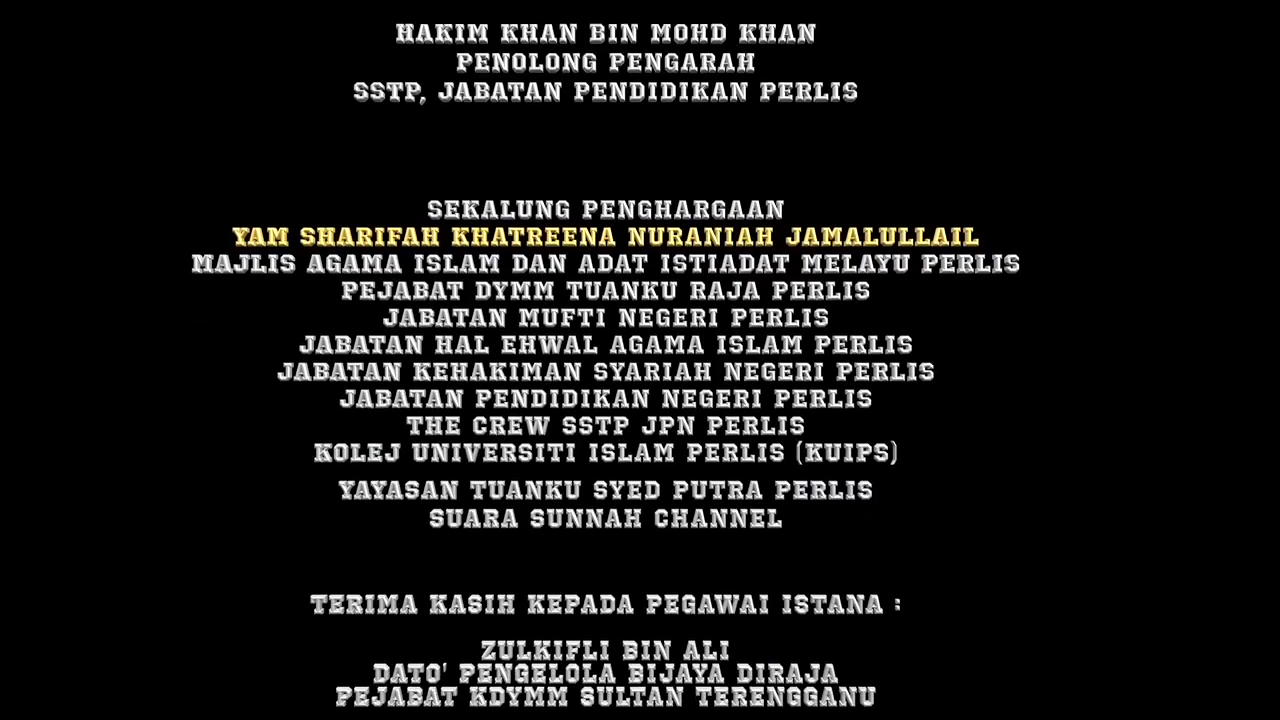 HAKIM KHAN BIN MOHD KHAN
PENOLONG PENGARAH
SSTP, JABATAN PENDIDIKAN PERLIS
SEKALUNG PENGHARGAAN
YAM SHARIFAH KHATREENA NURANIAH JAMALULLAIL
MAJLIS AGAMA ISLAM DAN ADAT ISTIADAT MELAYU PERLIS
PEJABAT DYMM TUANKU RAJA PERLIS
JABATAN MUFTI NEGERI PERLIS
JABATAN HAL EHWAL AGAMA ISLAM PERLIS
JABATAN KEHAKIMAN SYARIAH NEGERI PERLIS
JABATAN PENDIDIKAN NEGERI PERLIS
THE CREW SSTP JPN PERLIS
KOLEJ UNIVERSITI ISLAM PERLIS (KUIPS)
YAYASAN TUANKU SYED PUTRA PERLIS
SUARA SUNNAH CHANNEL
TERIMA KASIH KEPADA PEGAWAI ISTANA :
ZULKIFLI BIN ALI
DATO' PENGELOLA BIJAYA DIRAJA
PEJABAT KDYMM SULTAN TERENGGANU